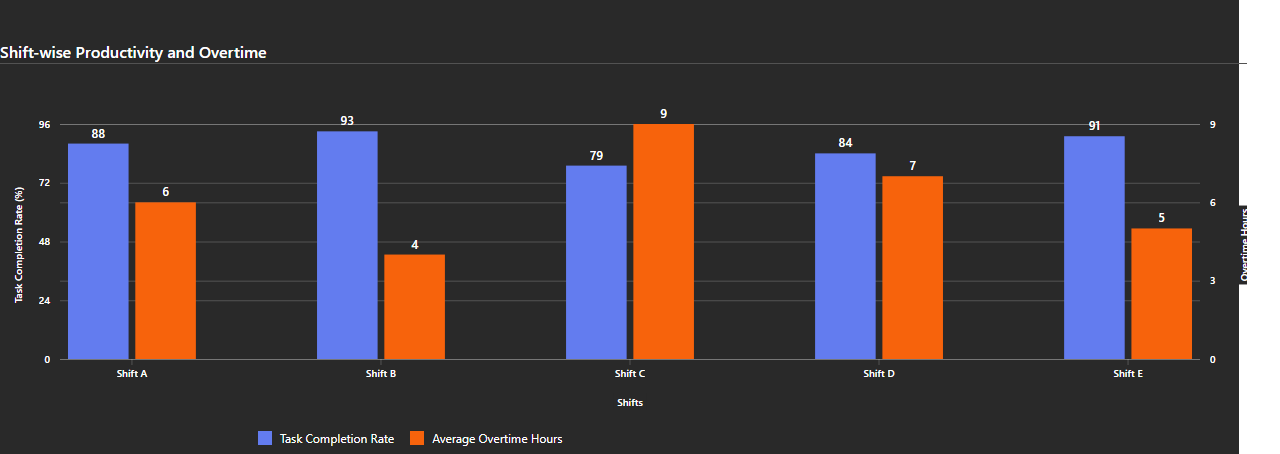 Shift-wise Productivity and Overtime
88
6
93
4
79
9
84
7
91
5
96
72
48
24
0
9
6
3
0
Task Completion Rate (%)
Overtime Hours
Shift A
Shift B
Shift C
Shift D
Shift E
Shifts
Task Completion Rate
Average Overtime Hours